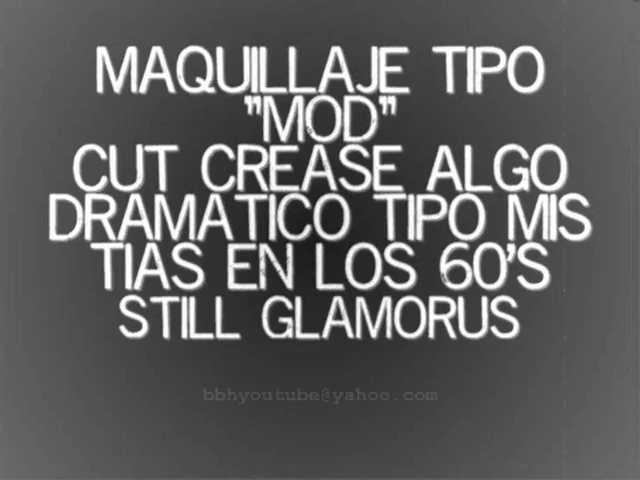 MAQUILLAJE TIPO
"MOD"
CUT CREASE ALGO
DRAMATICO TIPO MIS
TIAS EN LOS 60'S
STILL GLAMORUS
bbhyoutube@yahoo.com